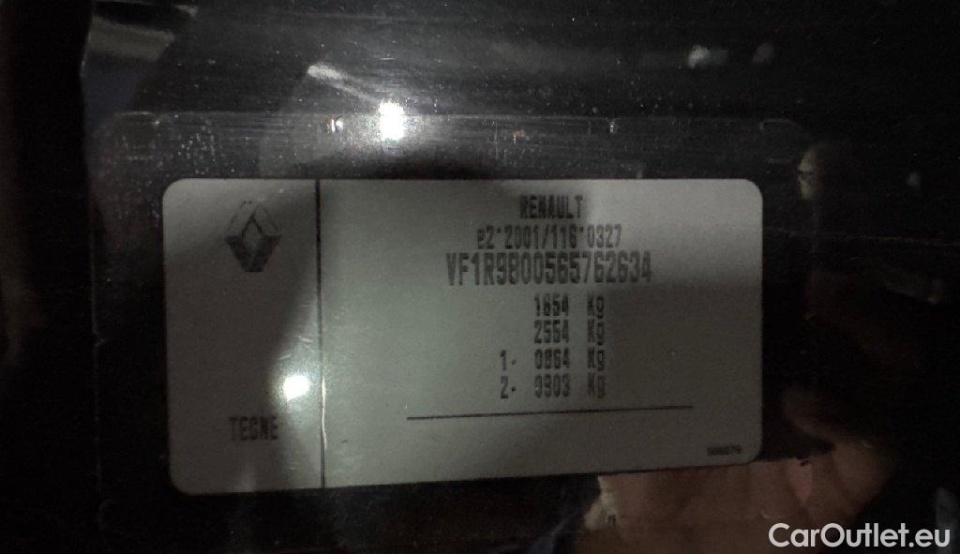 RENAULT
e2*2001/116*0327
VF1R9800565762634
1654 Kg
2554 Kg
1- 0864 Kg
2- 0903 Kg
TECNE
CarOutlet.eu